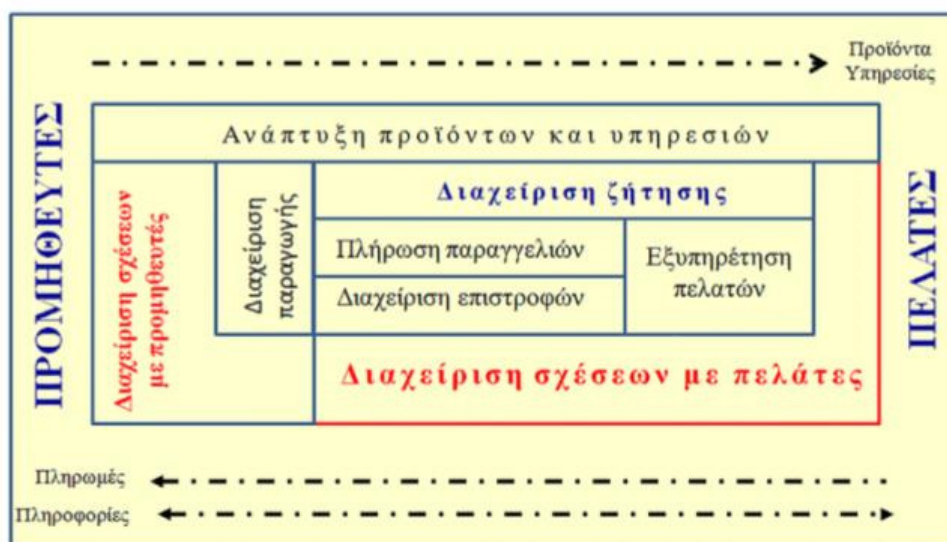 Προϊόντα
Υπηρεσίες
ΠΡΟΜΗΘΕΥΤΕΣ
Ανάπτυξη προϊόντων και υπηρεσιών
Διαχείριση σχέσεων
με προμηθευτές
Διαχείριση
παραγωγής
Διαχείριση ζήτησης
Πλήρωση παραγγελιών
Διαχείριση επιστροφών
Εξυπηρέτηση
πελατών
Διαχείριση σχέσεων με πελάτες
ΠΕΛΑΤΕΣ
Πληρωμές
Πληροφορίες